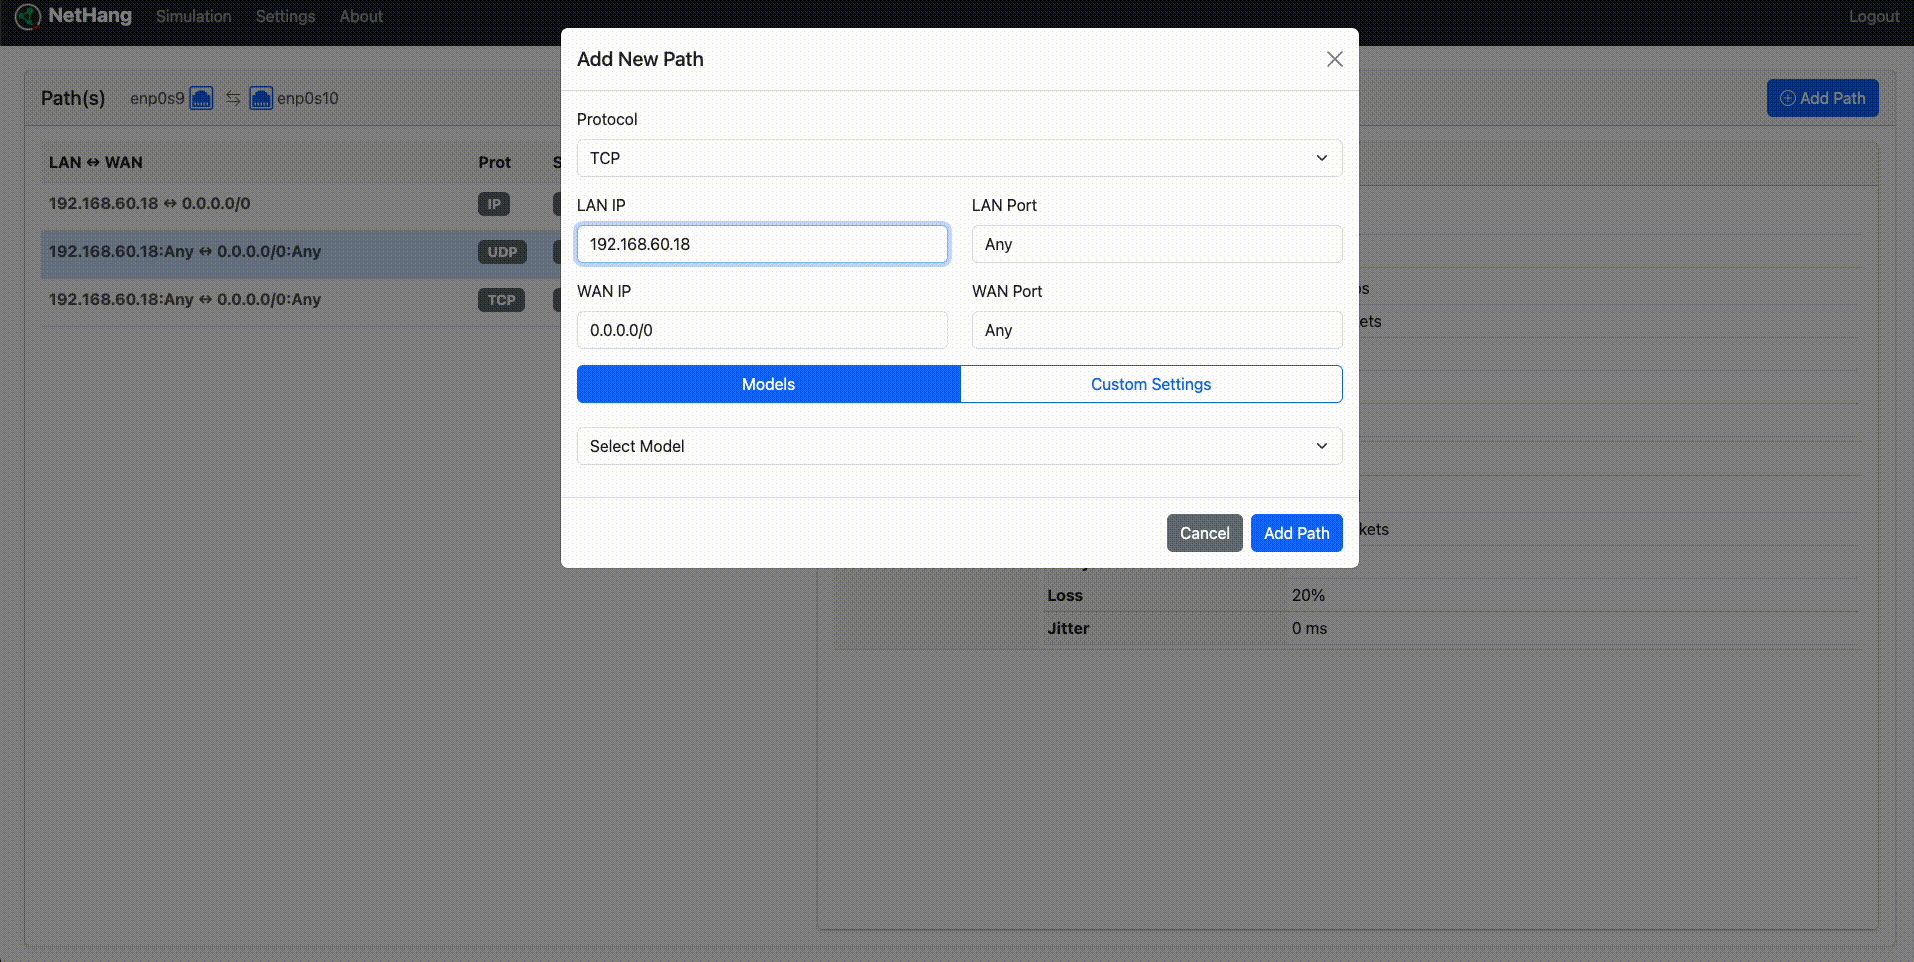 NetHang Simulation Settings About Logout
Path(s) enp0s9 enp0s10
Add Path
LAN ⇔ WAN Prot S
192.168.60.18 ⇔ 0.0.0.0/0 IP
192.168.60.18:Any ⇔ 0.0.0.0/0:Any UDP
192.168.60.18:Any ⇔ 0.0.0.0/0:Any TCP
Add New Path
Protocol
TCP
LAN IP LAN Port
192.168.60.18 Any
WAN IP WAN Port
0.0.0.0/0 Any
Models Custom Settings
Select Model
Cancel Add Path
ets
kets
Loss 20%
Jitter 0 ms